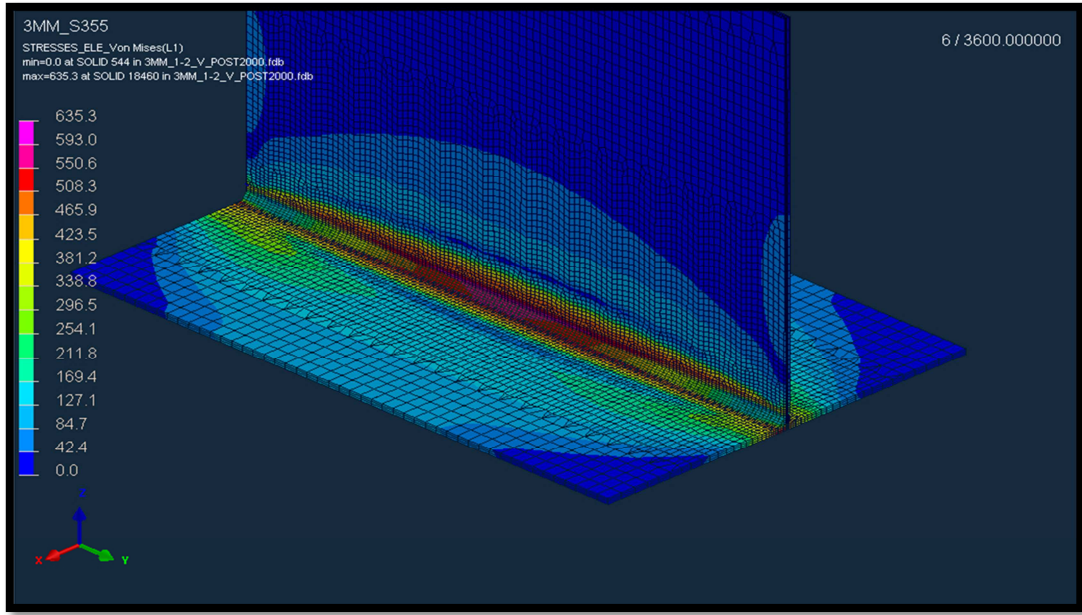 3MM_S355
STRESSES_ELE_Von Mises(L1)
min=0.0 at SOLID 544 in 3MM_1-2_V_POST2000.fdb
max=635.3 at SOLID 18460 in 3MM_1-2_V_POST2000.fdb
6 / 3600.000000
635.3
593.0
550.6
508.3
465.9
423.5
381.2
338.8
296.5
254.1
211.8
169.4
127.1
84.7
42.4
0.0
Z
X
Y